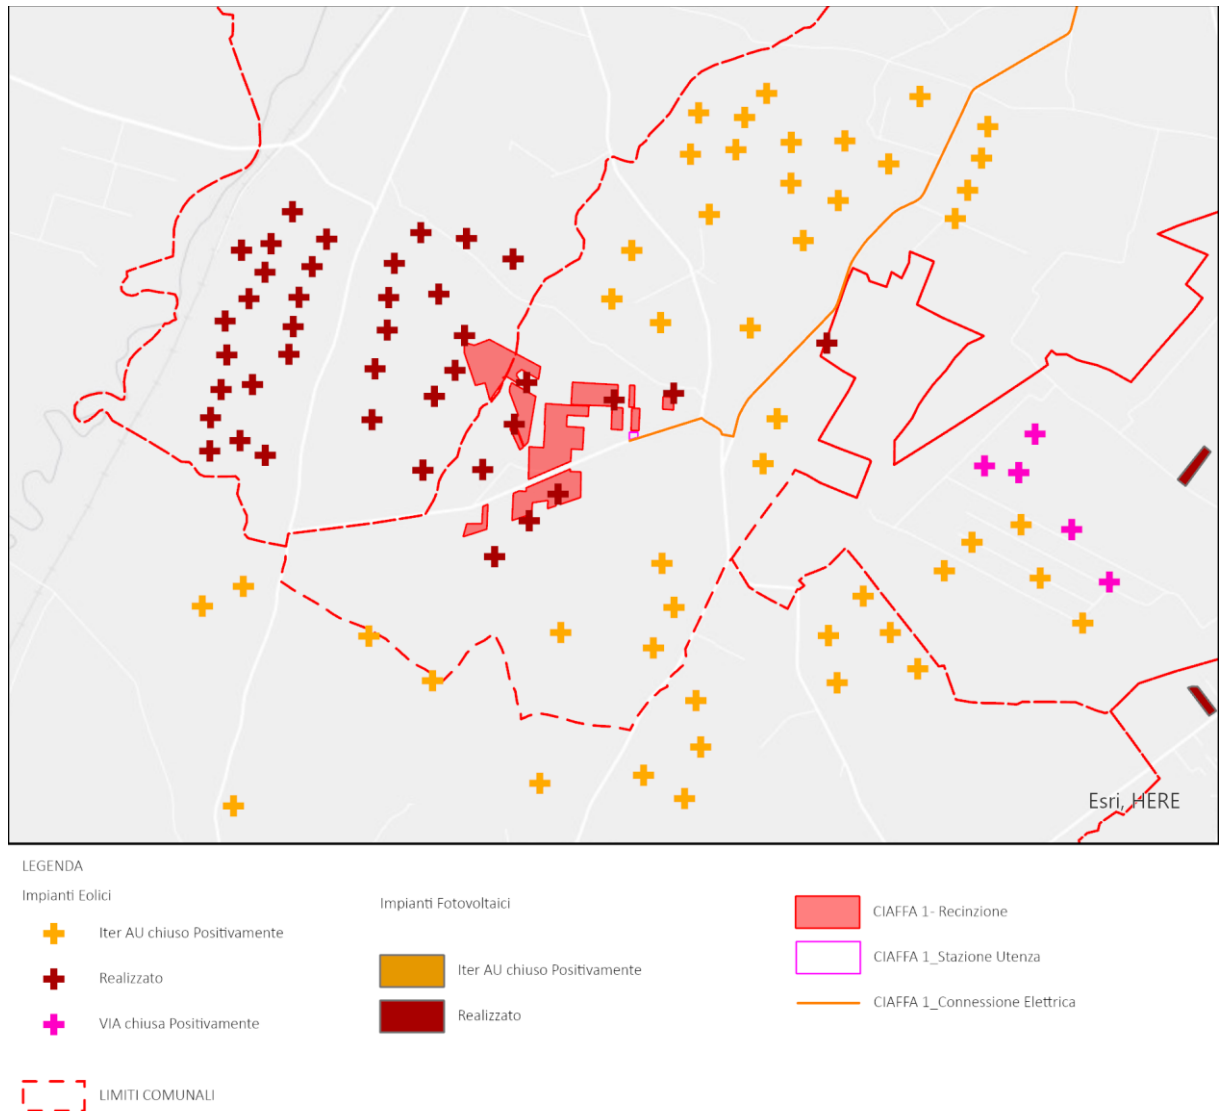 Esri, HERE
LEGENDA
Impianti Eolici
Iter AU chiuso Positivamente
Realizzato
VIA chiusa Positivamente
LIMITI COMUNALI
Impianti Fotovoltaici
Iter AU chiuso Positivamente
Realizzato
CIAFFA 1- Recinzione
CIAFFA 1_Stazione Utenza
CIAFFA 1_Connessione Elettrica